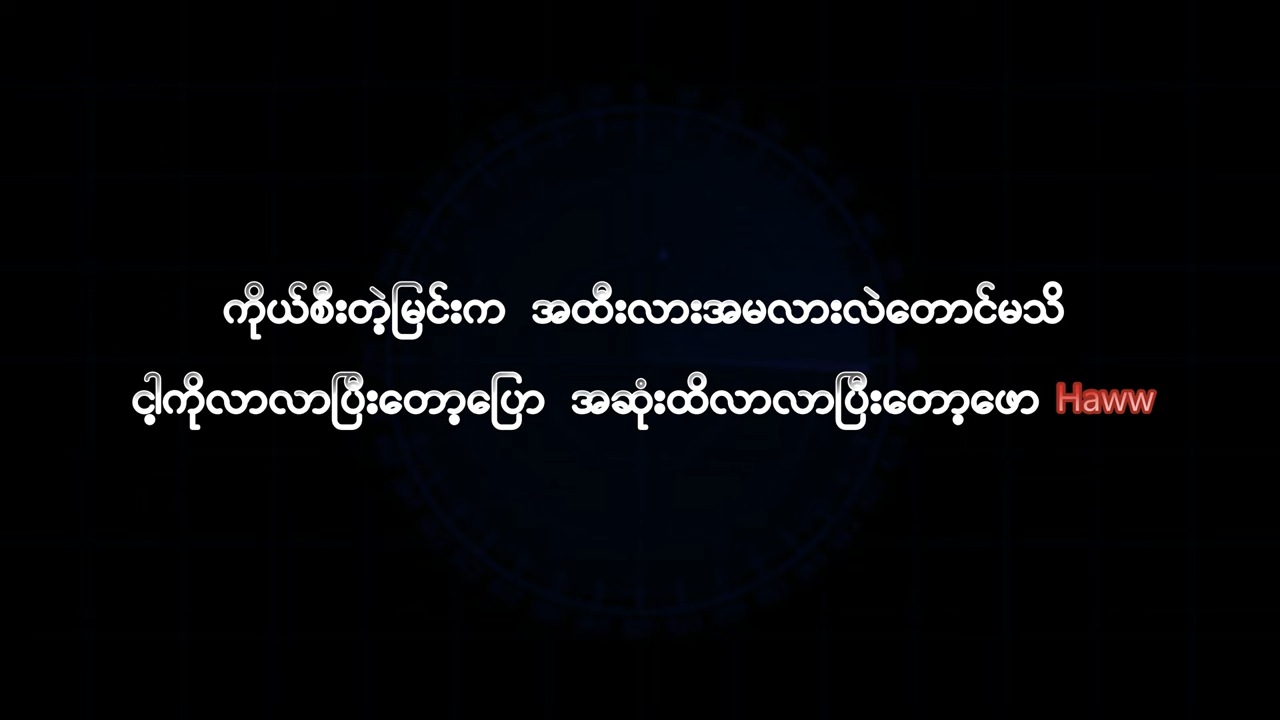 ကိုယ်စီးတဲ့မြင်းက အထီးလားအမလားလဲတောင်မသိ
ငါ့ကိုလာလာပြီးတော့ပြော အဆုံးထိလာလာပြီးတော့ဖော Haww